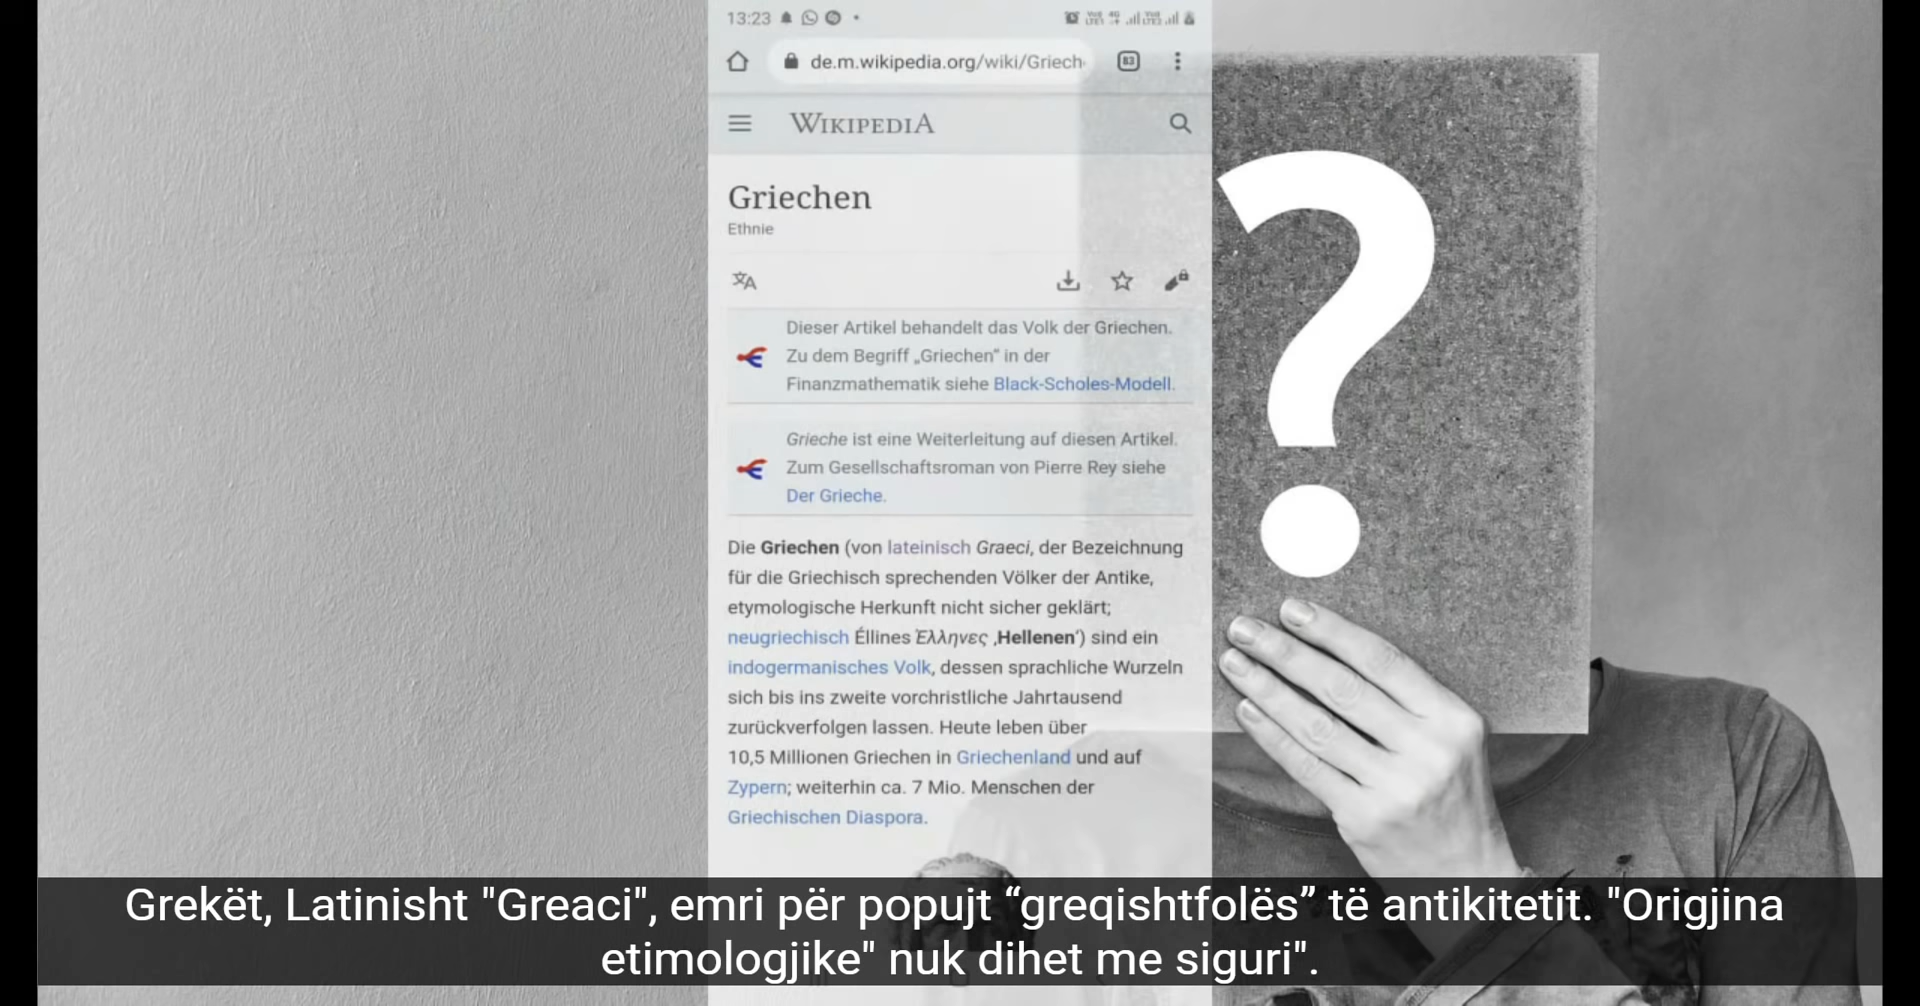 13:23
de.m.wikipedia.org/wiki/Griech
83
WIKIPEDIA
Griechen
Ethnie
Dieser Artikel behandelt das Volk der Griechen.
Zu dem Begriff „Griechen“ in der
Finanzmathematik siehe Black-Scholes-Modell.
Grieche ist eine Weiterleitung auf diesen Artikel.
Zum Gesellschaftsroman von Pierre Rey siehe
Der Grieche.
Die Griechen (von lateinisch Graeci, der Bezeichnung
für die Griechisch sprechenden Völker der Antike,
etymologische Herkunft nicht sicher geklärt;
neugriechisch Éllines Έλληνες ‚Hellenen‘) sind ein
indogermanisches Volk, dessen sprachliche Wurzeln
sich bis ins zweite vorchristliche Jahrtausend
zurückverfolgen lassen. Heute leben über
10,5 Millionen Griechen in Griechenland und auf
Zypern; weiterhin ca. 7 Mio. Menschen der
Griechischen Diaspora.
?
Grekët, Latinisht "Greaci", emri për popujt “greqishtfolës” të antikitetit. "Origjina
etimologjike" nuk dihet me siguri".